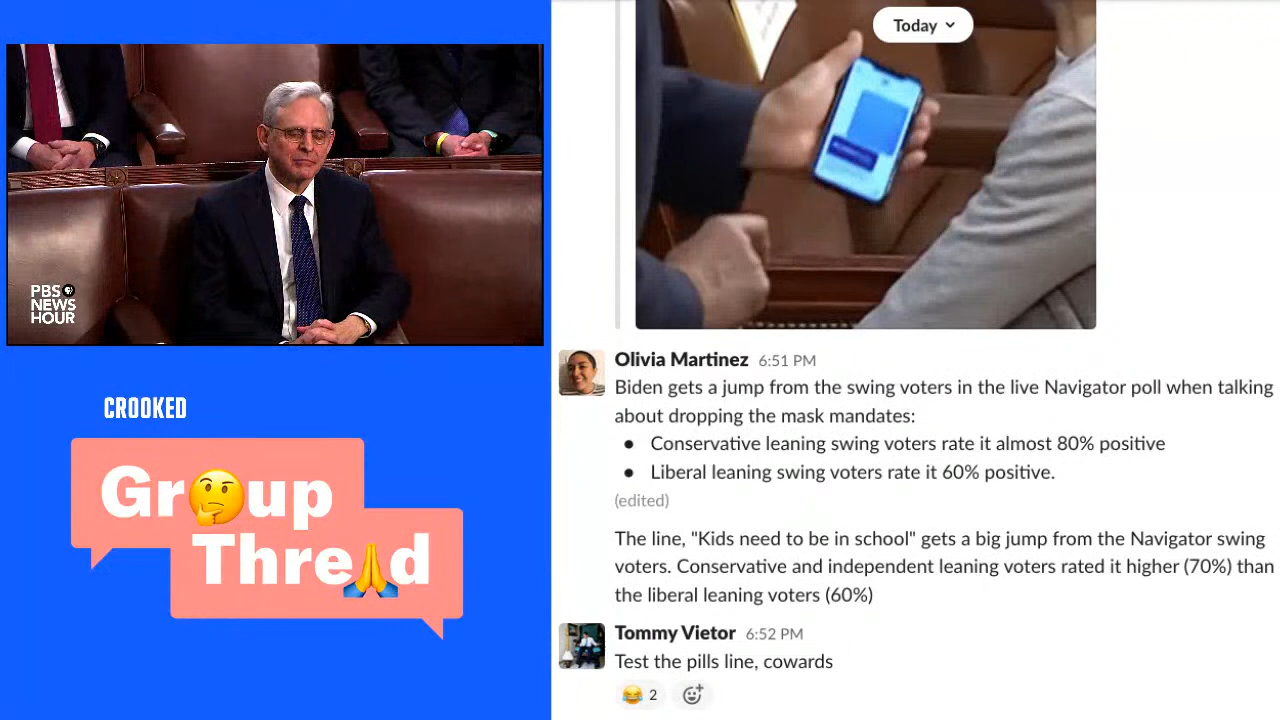 PBS
NEWS
HOUR
CROOKED
Gr🤔up
Thre🙏d
Today
Olivia Martinez 6:51 PM
Biden gets a jump from the swing voters in the live Navigator poll when talking
about dropping the mask mandates:
● Conservative leaning swing voters rate it almost 80% positive
● Liberal leaning swing voters rate it 60% positive.
(edited)
The line, "Kids need to be in school" gets a big jump from the Navigator swing
voters. Conservative and independent leaning voters rated it higher (70%) than
the liberal leaning voters (60%)
Tommy Vietor 6:52 PM
Test the pills line, cowards
😂 2